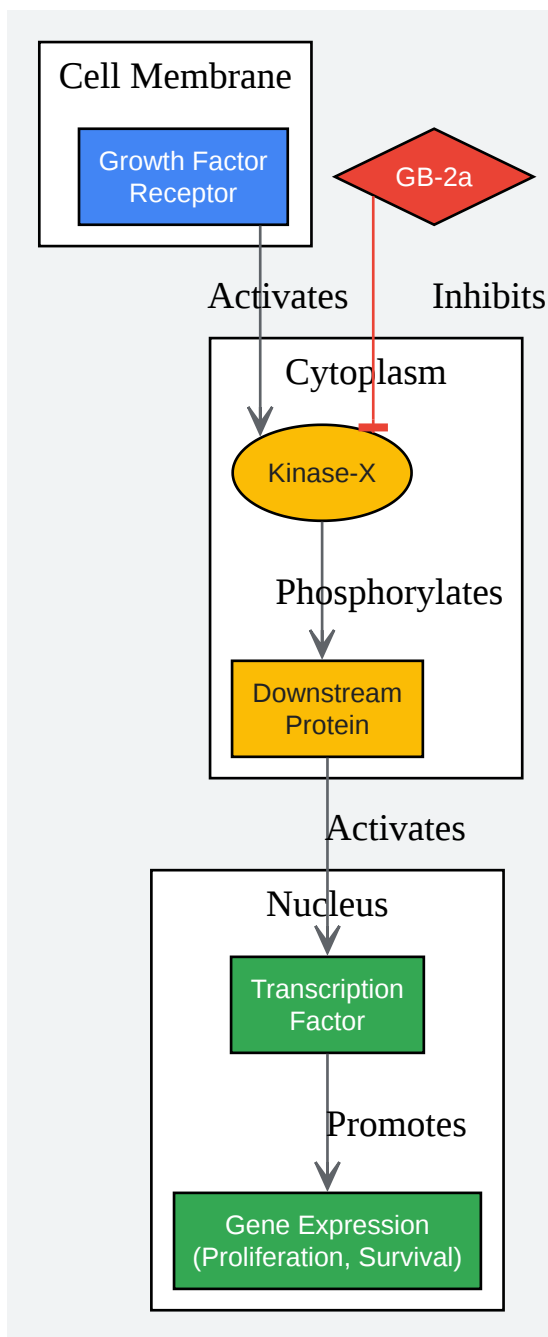 Cell Membrane
Growth Factor
Receptor
GB-2a
Activates
Inhibits
Cytoplasm
Kinase-X
Phosphorylates
Downstream
Protein
Activates
Nucleus
Transcription
Factor
Promotes
Gene Expression
(Proliferation, Survival)